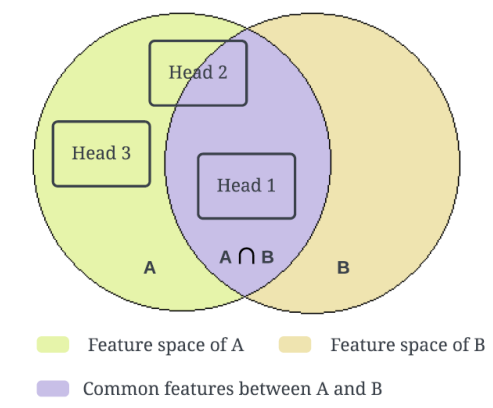 Head 2
Head 3
Head 1
A ∩ B
A
B
Feature space of A
Feature space of B
Common features between A and B